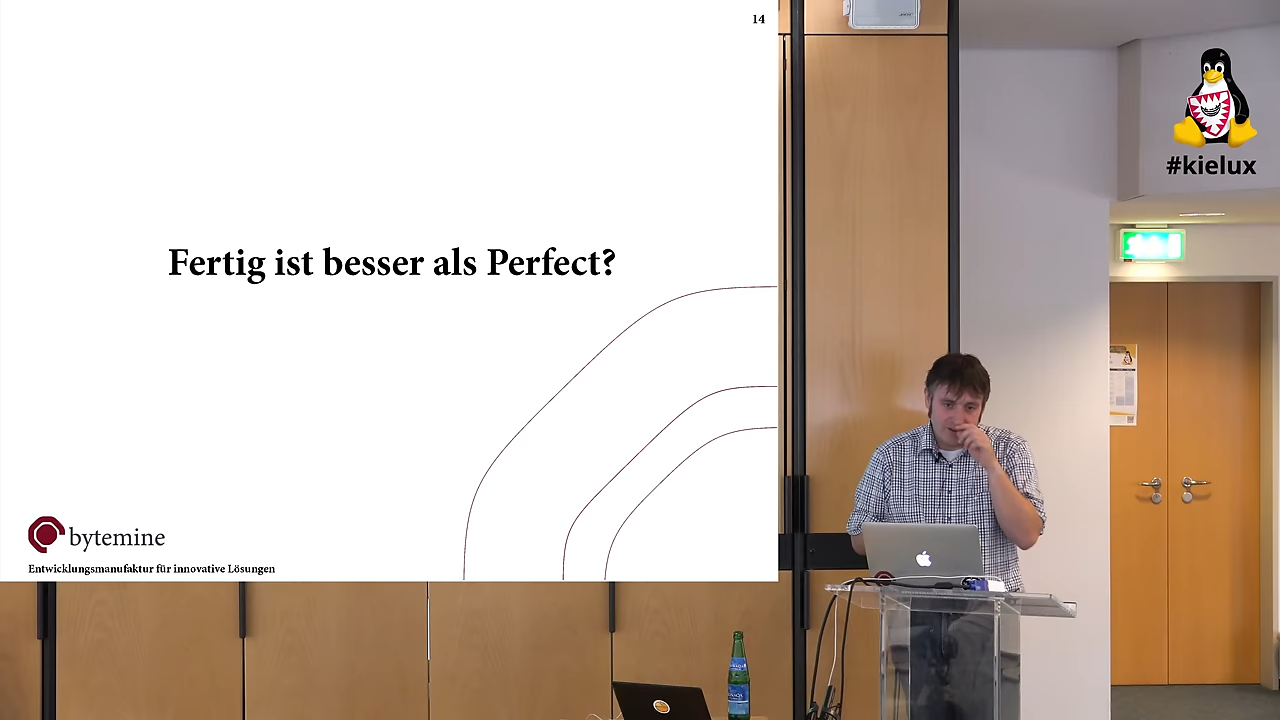 14
Fertig ist besser als Perfect?
bytemine
Entwicklungsmanufaktur für innovative Lösungen
#kielux